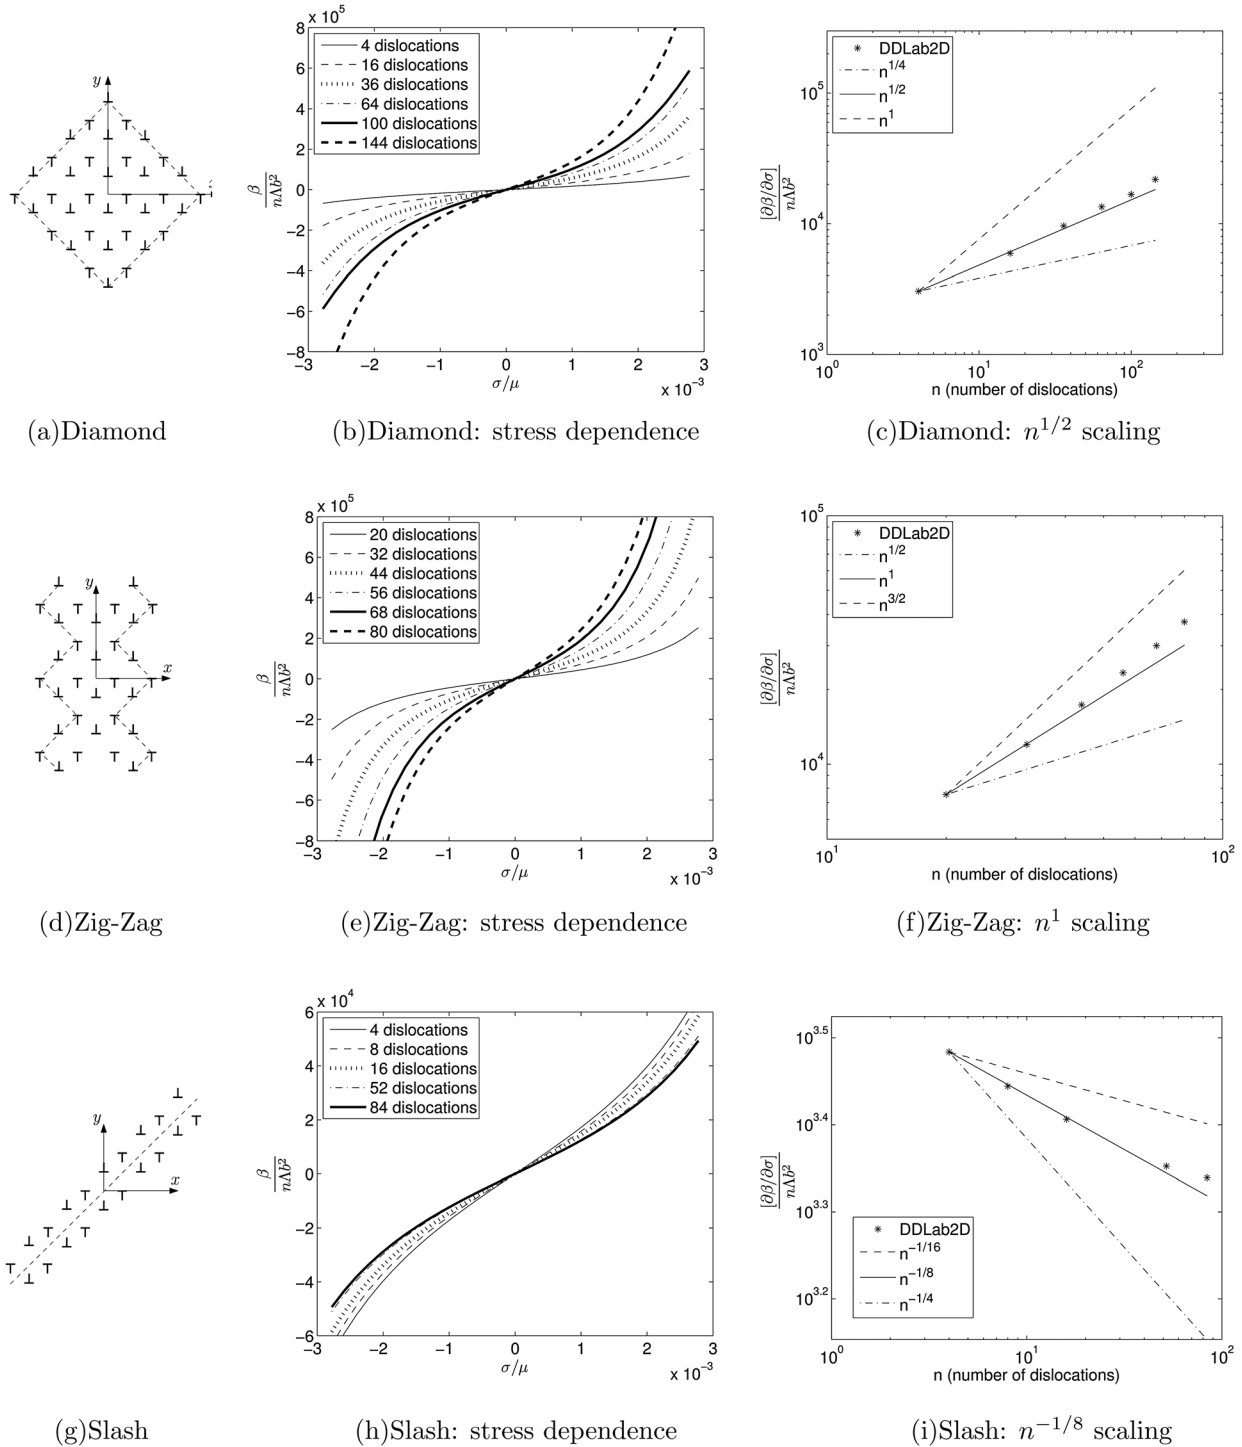 y
(a)Diamond
x 10^5
4 dislocations
16 dislocations
36 dislocations
64 dislocations
100 dislocations
144 dislocations
8
6
4
2
0
−2
−4
−6
−8
β/nΛb²
−3 −2 −1 0 1 2 3
σ/μ
x 10^−3
(b)Diamond: stress dependence
DDLab2D
n^1/4
n^1/2
n^1
10^5
10^4
10^3
[∂β/∂σ]/nΛb²
10^0 10^1 10^2
n (number of dislocations)
(c)Diamond: n^1/2 scaling
y
x
(d)Zig-Zag
x 10^5
20 dislocations
32 dislocations
44 dislocations
56 dislocations
68 dislocations
80 dislocations
8
6
4
2
0
−2
−4
−6
−8
β/nΛb²
−3 −2 −1 0 1 2 3
σ/μ
x 10^−3
(e)Zig-Zag: stress dependence
DDLab2D
n^1/2
n^1
n^3/2
10^5
10^4
[∂β/∂σ]/nΛb²
10^1 10^2
n (number of dislocations)
(f)Zig-Zag: n^1 scaling
y
x
(g)Slash
x 10^4
4 dislocations
8 dislocations
16 dislocations
52 dislocations
84 dislocations
6
4
2
0
−2
−4
−6
β/nΛb²
−3 −2 −1 0 1 2 3
σ/μ
x 10^−3
(h)Slash: stress dependence
10^3.5
10^3.4
10^3.3
10^3.2
[∂β/∂σ]/nΛb²
DDLab2D
n^−1/16
n^−1/8
n^−1/4
10^0 10^1 10^2
n (number of dislocations)
(i)Slash: n^−1/8 scaling